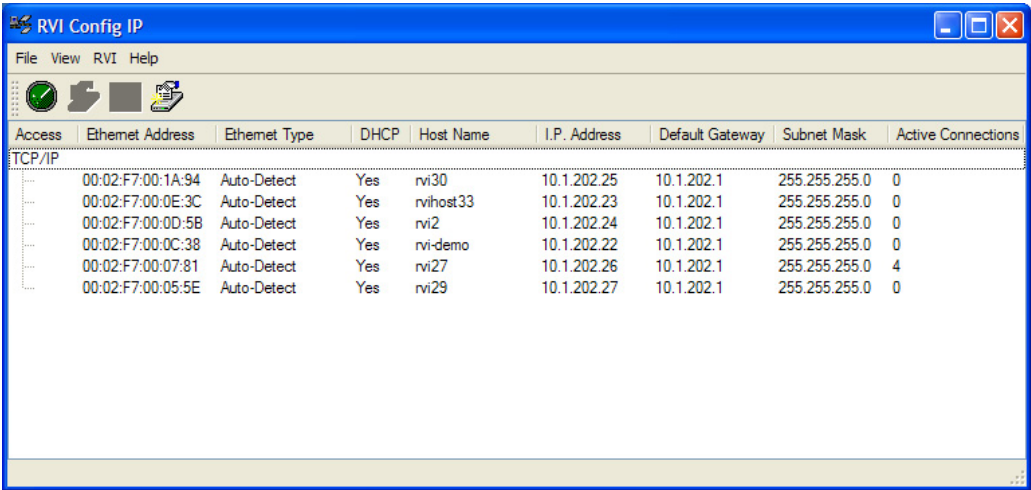 RVI Config IP
File View RVI Help
Access Ethernet Address Ethernet Type DHCP Host Name I.P. Address Default Gateway Subnet Mask Active Connections
TCP/IP
00:02:F7:00:1A:94 Auto-Detect Yes rvi30 10.1.202.25 10.1.202.1 255.255.255.0 0
00:02:F7:00:0E:3C Auto-Detect Yes rvihost33 10.1.202.23 10.1.202.1 255.255.255.0 0
00:02:F7:00:0D:5B Auto-Detect Yes rvi2 10.1.202.24 10.1.202.1 255.255.255.0 0
00:02:F7:00:0C:38 Auto-Detect Yes rvi-demo 10.1.202.22 10.1.202.1 255.255.255.0 0
00:02:F7:00:07:81 Auto-Detect Yes rvi27 10.1.202.26 10.1.202.1 255.255.255.0 4
00:02:F7:00:05:5E Auto-Detect Yes rvi29 10.1.202.27 10.1.202.1 255.255.255.0 0